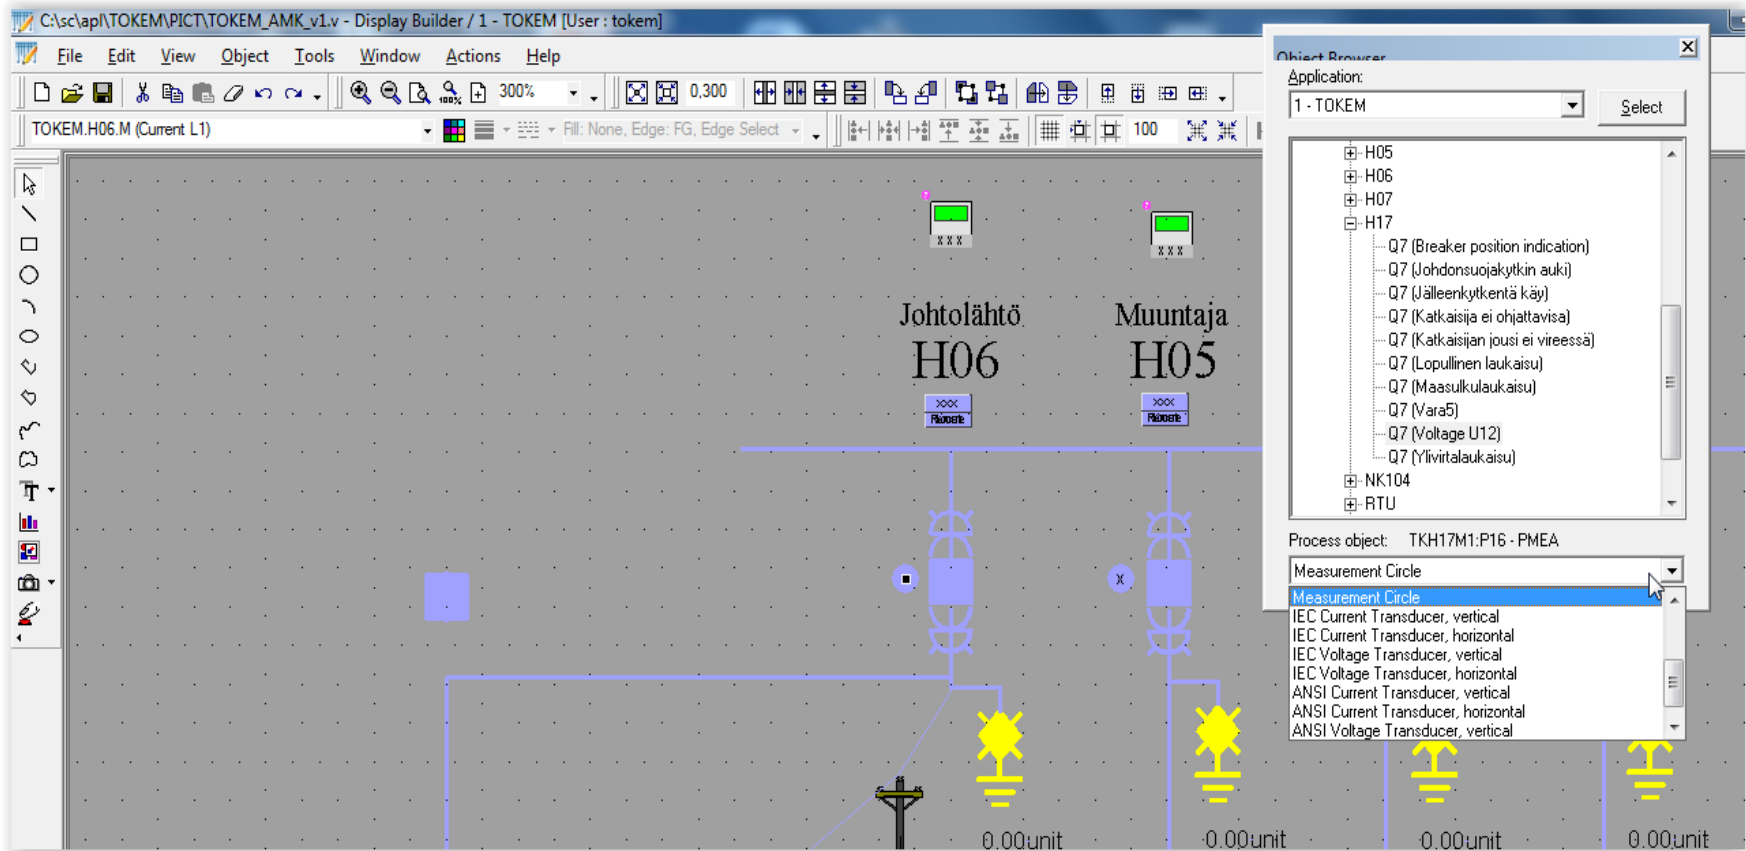 C:\sc\apl\TOKEM\PICT\TOKEM_AMK_v1.v - Display Builder / 1 - TOKEM [User : tokem]
File Edit View Object Tools Window Actions Help
100% 300% 0,300
TOKEM.H06.M (Current L1) Fill: None, Edge: FG, Edge Select 100
Johtolähtö
H06
Muuntaja
H05
XXX
XXX
XXX
XXX
X
0.00unit
0.00unit
0.00unit
0.00unit
Object Browser
Application:
1 - TOKEM Select
H05
H06
H07
H17
Q7 (Breaker position indication)
Q7 (Johdonsuojakytkin auki)
Q7 (Jälleenkytkentä käy)
Q7 (Katkaisija ei ohjattavisa)
Q7 (Katkaisijan jousi ei vireessä)
Q7 (Lopullinen laukaisu)
Q7 (Maasulkulaukaisu)
Q7 (Vara5)
Q7 (Voltage U12)
Q7 (Ylivirtalaukaisu)
NK104
RTU
Process object: TKH17M1:P16 - PMEA
Measurement Circle
Measurement Circle
IEC Current Transducer, vertical
IEC Current Transducer, horizontal
IEC Voltage Transducer, vertical
IEC Voltage Transducer, horizontal
ANSI Current Transducer, vertical
ANSI Current Transducer, horizontal
ANSI Voltage Transducer, vertical